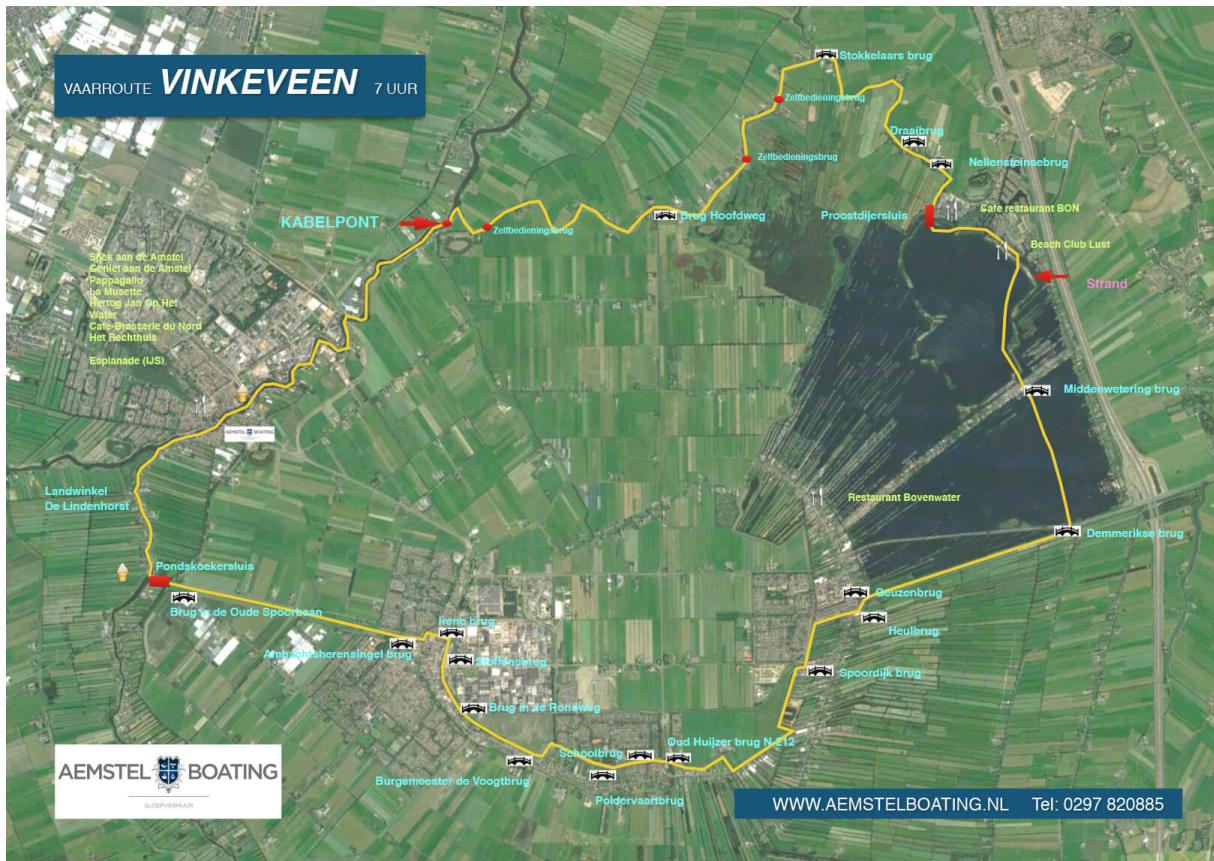 VAARROUTE VINKEVEEN 7 UUR
Stokkelaars brug
Zelfbedieningsbrug
Draaibrug
Zelfbedieningsbrug
Nellensteinsebrug
KABELPONT
Brug Hoofdweg
Proostdijersluis
Cafe restaurant BON
Zelfbedieningsbrug
Beach Club Lust
Strand
Snek aan de Amstel
Geniet aan de Amstel
Pappagallo
La Musette
Hertog Jan Op Het
Water
Cafe-Brasserie du Nord
Het Rechthuis
Esplanade (IJS)
Middenwetering brug
AEMSTEL BOATING
Landwinkel
De Lindenhorst
Restaurant Bovenwater
Demmerikse brug
Pondskoekersluis
Geuzenbrug
Brug in de Oude Spoorbaan
Heulbrug
Irene brug
Ambachtsherensingel brug
Stoffensbrug
Spoordijk brug
Brug in de Rondweg
Oud Huijzer brug N-212
Schoolbrug
Burgemeester de Voogtbrug
Poldervaartbrug
AEMSTEL BOATING
SLOEPVERHUUR
WWW.AEMSTELBOATING.NL Tel: 0297 820885